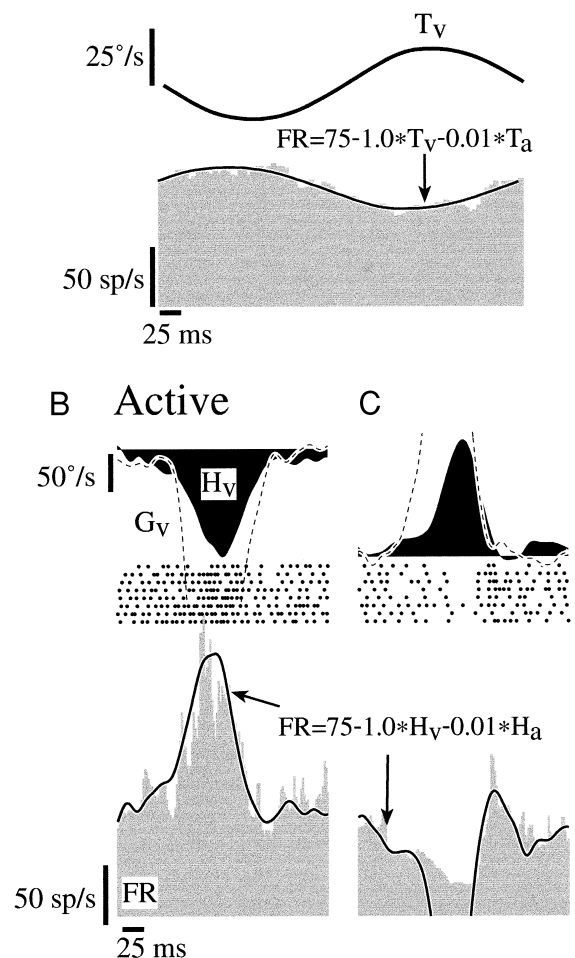 Tv
25°/s
FR=75-1.0*Tv-0.01*Ta
50 sp/s
25 ms
B Active
C
50°/s
Hv
Gv
FR=75-1.0*Hv-0.01*Ha
50 sp/s
FR
25 ms